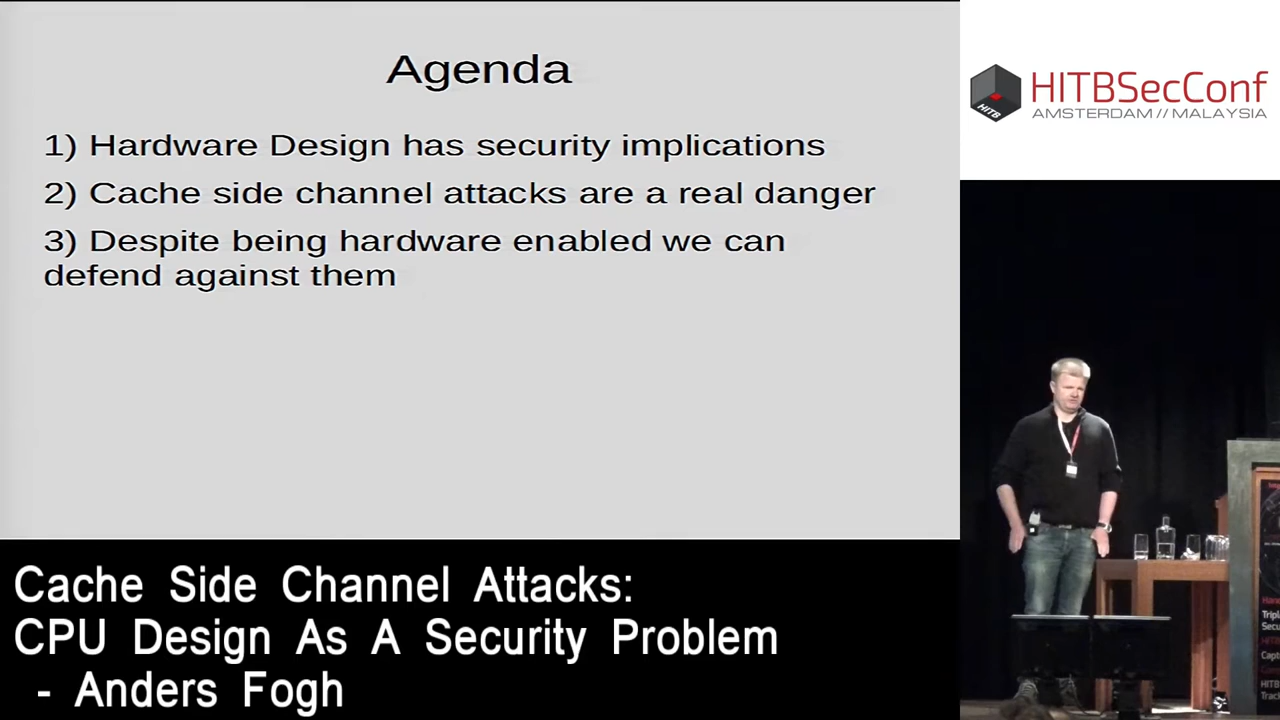 Agenda
1) Hardware Design has security implications
2) Cache side channel attacks are a real danger
3) Despite being hardware enabled we can
defend against them
HITBSecConf
AMSTERDAM // MALAYSIA
HITB
Cache Side Channel Attacks:
CPU Design As A Security Problem
- Anders Fogh